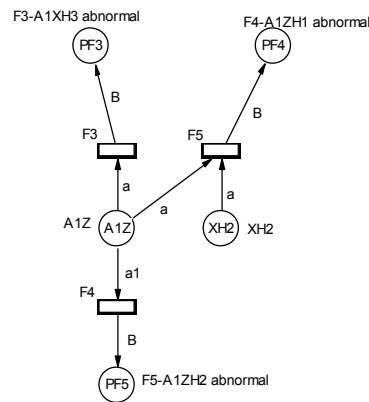 F3-A1XH3 abnormal
F4-A1ZH1 abnormal
PF3
PF4
B
B
F3
F5
a
a
a
A1Z
A1Z
XH2
XH2
a1
F4
B
PF5
F5-A1ZH2 abnormal